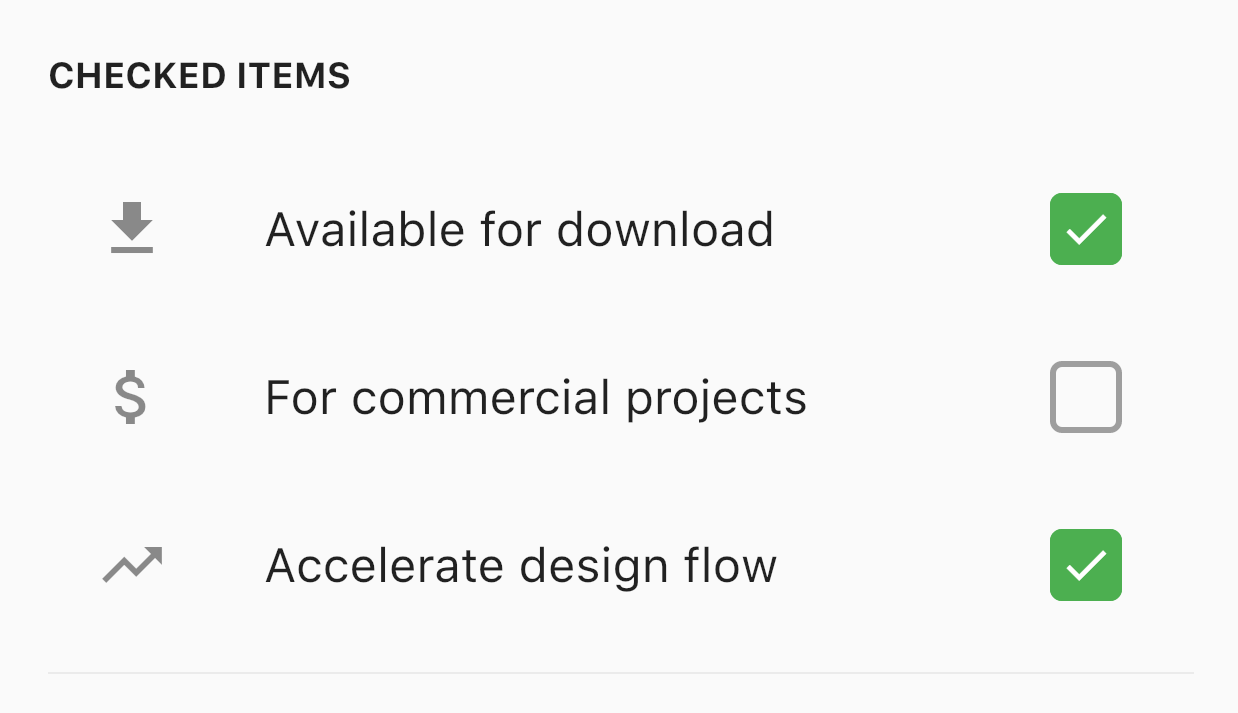 CHECKED ITEMS
Available for download
For commercial projects
Accelerate design flow